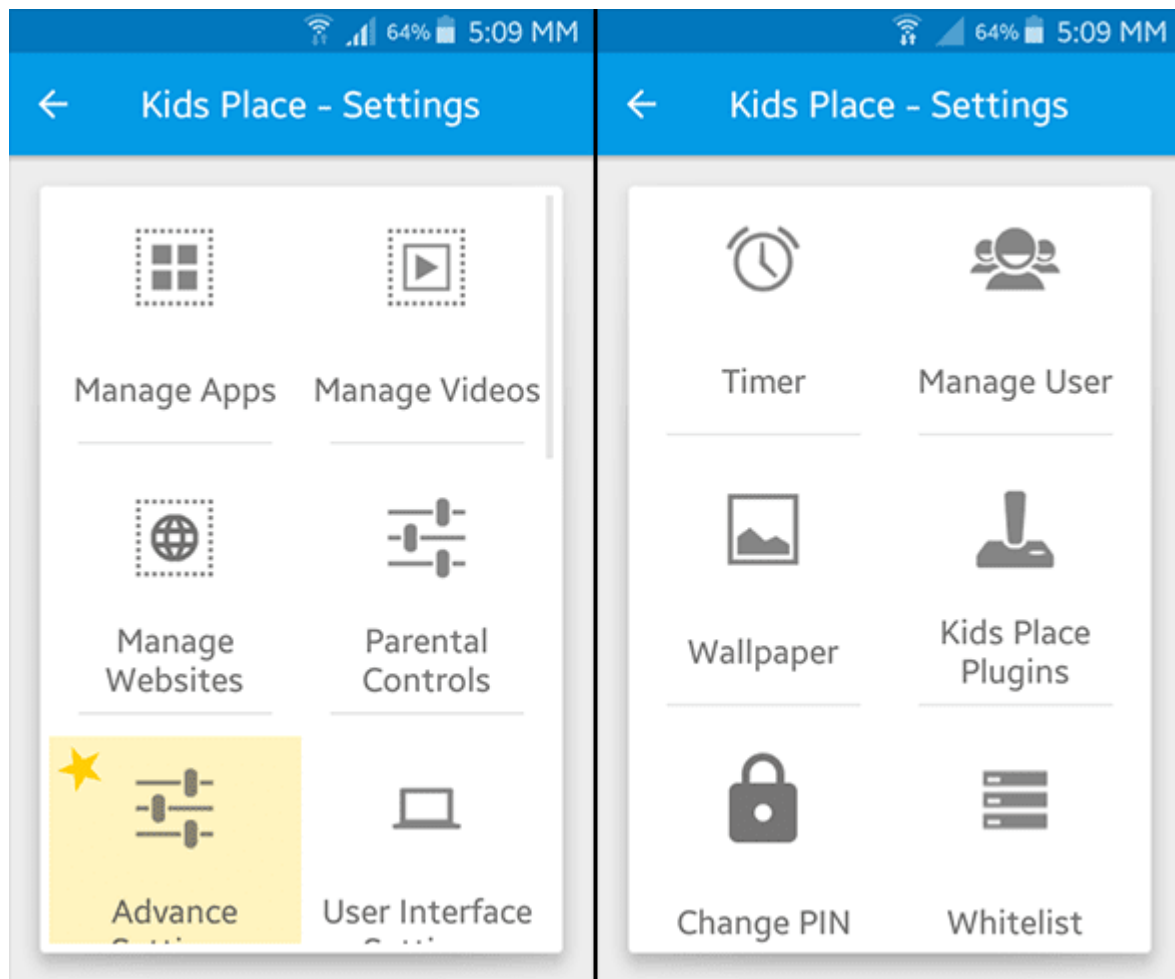 64% 5:09 MM
Kids Place - Settings
Manage Apps
Manage Videos
Manage
Websites
Parental
Controls
Advance
User Interface
64% 5:09 MM
Kids Place - Settings
Timer
Manage User
Wallpaper
Kids Place
Plugins
Change PIN
Whitelist